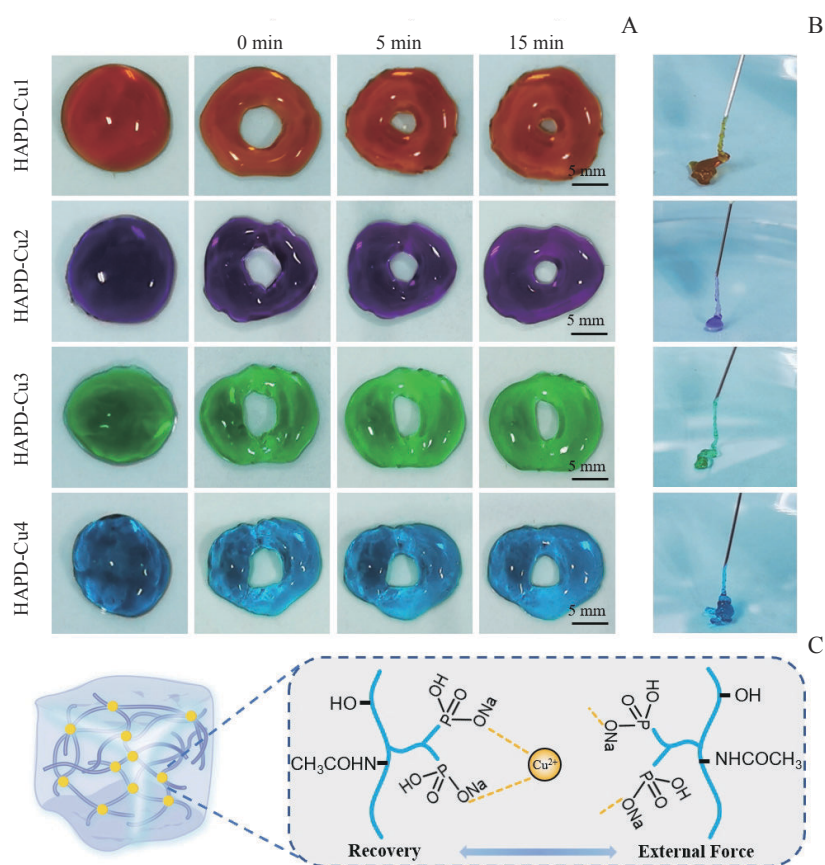 A
B
0 min
5 min
15 min
HAPD-Cu1
5 mm
HAPD-Cu2
5 mm
HAPD-Cu3
5 mm
HAPD-Cu4
5 mm
C
HO
OH
P
O
ONa
CH₃COHN
HO
P
O
ONa
Cu²⁺
OH
O
P
ONa
OH
NHCOCH₃
P
OH
O
ONa
Recovery
External Force